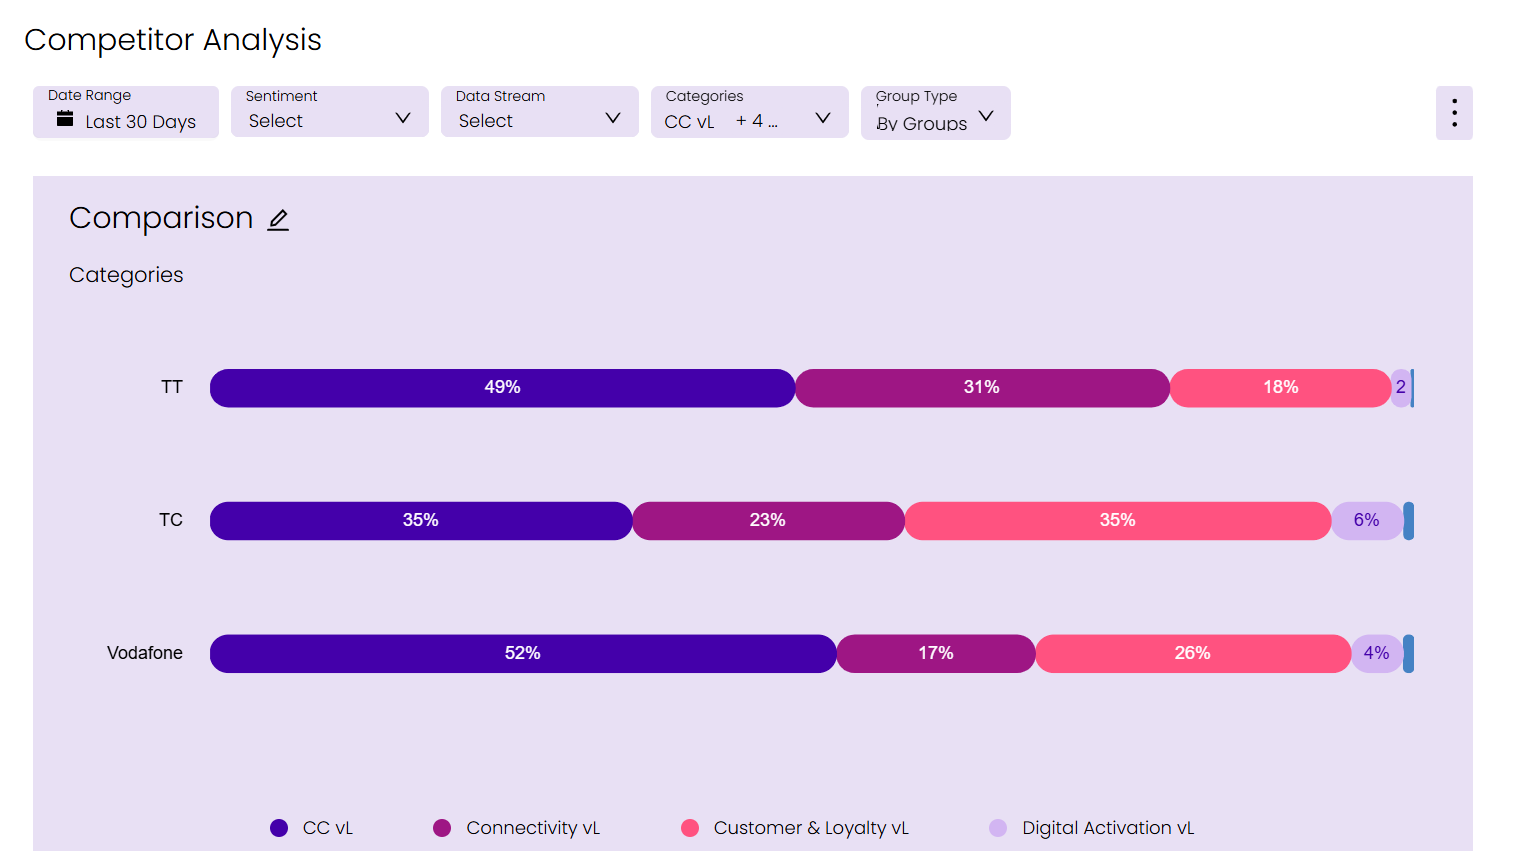 Competitor Analysis
Date Range
Last 30 Days
Sentiment
Select
Data Stream
Select
Categories
CC vL + 4 ...
Group Type
By Groups
Comparison
Categories
TT 49% 31% 18% 2
TC 35% 23% 35% 6%
Vodafone 52% 17% 26% 4%
CC vL Connectivity vL Customer & Loyalty vL Digital Activation vL